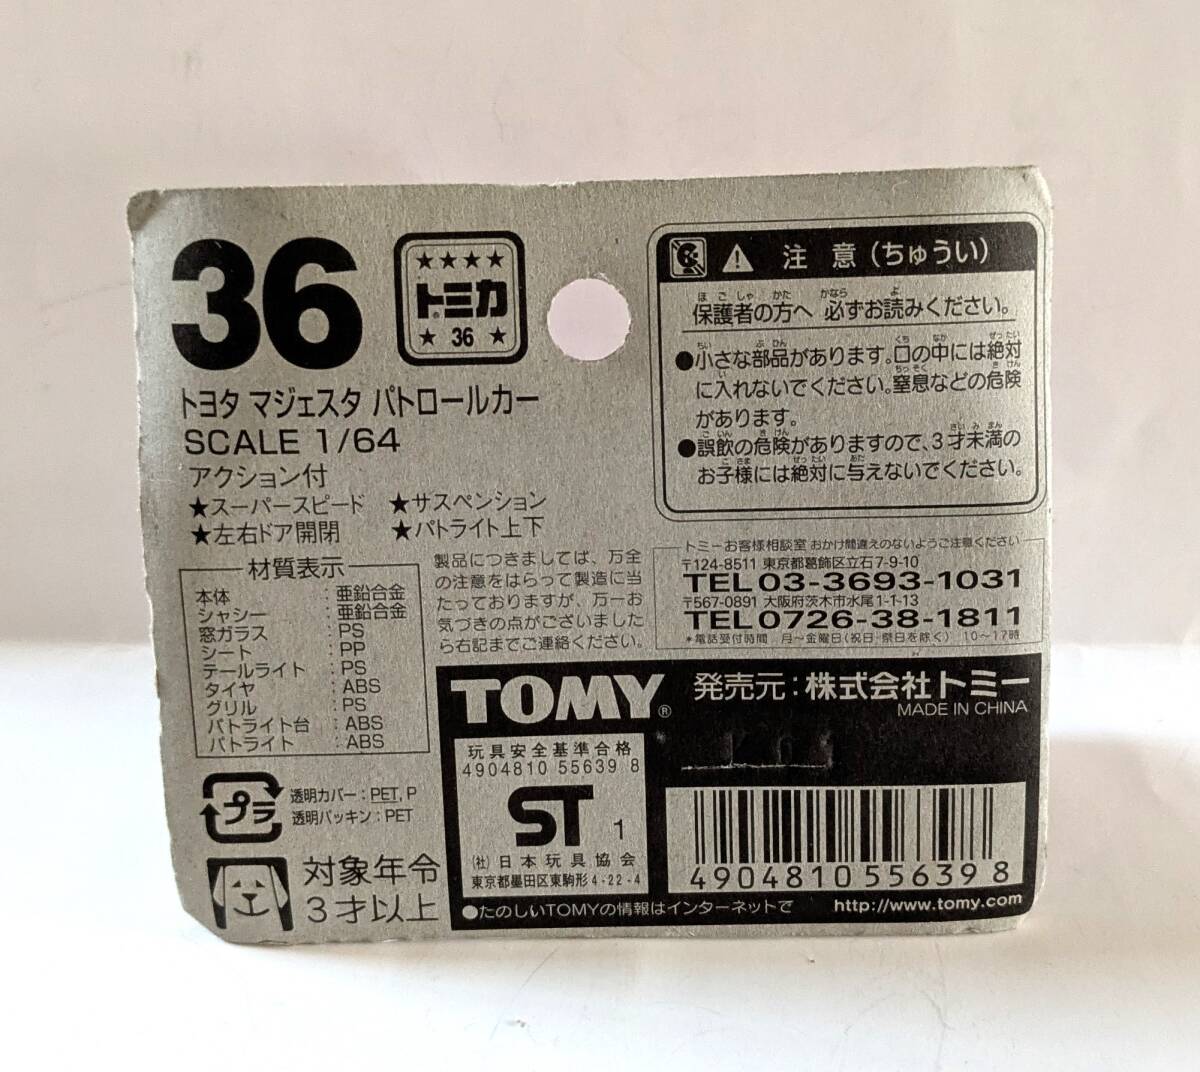 36
★★★★
トミカ
★ 36 ★
トヨタ マジェスタ パトロールカー
SCALE 1/64
アクション付
★スーパースピード ★サスペンション
★左右ドア開閉 ★パトライト上下
材質表示
本体 : 亜鉛合金
シャシー : 亜鉛合金
窓ガラス : PS
シート : PP
テールライト : PS
タイヤ : ABS
グリル : PS
パトライト台 : ABS
パトライト : ABS
プラ
透明カバー : PET, P
透明パッキン : PET
対象年令
3才以上
注意(ちゅうい)
保護者の方へ 必ずお読みください。
●小さな部品があります。口の中には絶対
に入れないでください。窒息などの危険
があります。
●誤飲の危険がありますので、3才未満の
お子様には絶対に与えないでください。
製品につきましては、万全
の注意をはらって製造に当
たっておりますが、万一お
気づきの点がございました
ら右記までご連絡ください。
トミーお客様相談室 おかけ間違えのないようご注意ください
〒124-8511 東京都葛飾区立石7-9-10
TEL03-3693-1031
〒567-0891 大阪府茨木市水尾1-1-13
TEL0726-38-1811
*電話受付時間 月〜金曜日(祝日・祭日を除く) 10〜17時
TOMY®
発売元:株式会社トミー
MADE IN CHINA
玩具安全基準合格
4904810 55639 8
ST 1
(社)日本玩具協会
東京都墨田区東駒形4-22-4
4904810556398
●たのしいTOMYの情報はインターネットで http://www.tomy.com